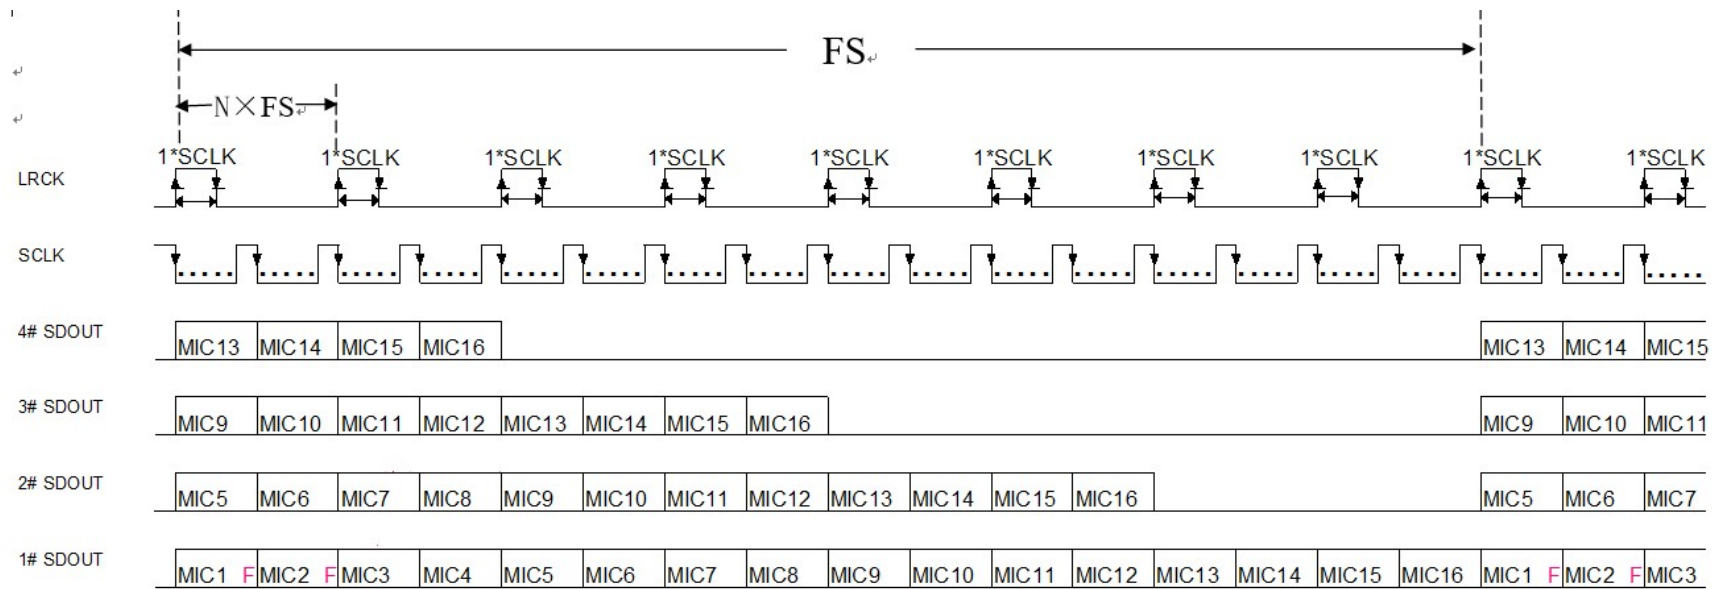 FS↵
↵
N×FS↵
↵
1*SCLK 1*SCLK 1*SCLK 1*SCLK 1*SCLK 1*SCLK 1*SCLK 1*SCLK 1*SCLK 1*SCLK
LRCK
SCLK
4# SDOUT
MIC13 MIC14 MIC15 MIC16 MIC13 MIC14 MIC15
3# SDOUT
MIC9 MIC10 MIC11 MIC12 MIC13 MIC14 MIC15 MIC16 MIC9 MIC10 MIC11
2# SDOUT
MIC5 MIC6 MIC7 MIC8 MIC9 MIC10 MIC11 MIC12 MIC13 MIC14 MIC15 MIC16 MIC5 MIC6 MIC7
1# SDOUT
MIC1 F MIC2 F MIC3 MIC4 MIC5 MIC6 MIC7 MIC8 MIC9 MIC10 MIC11 MIC12 MIC13 MIC14 MIC15 MIC16 MIC1 F MIC2 F MIC3